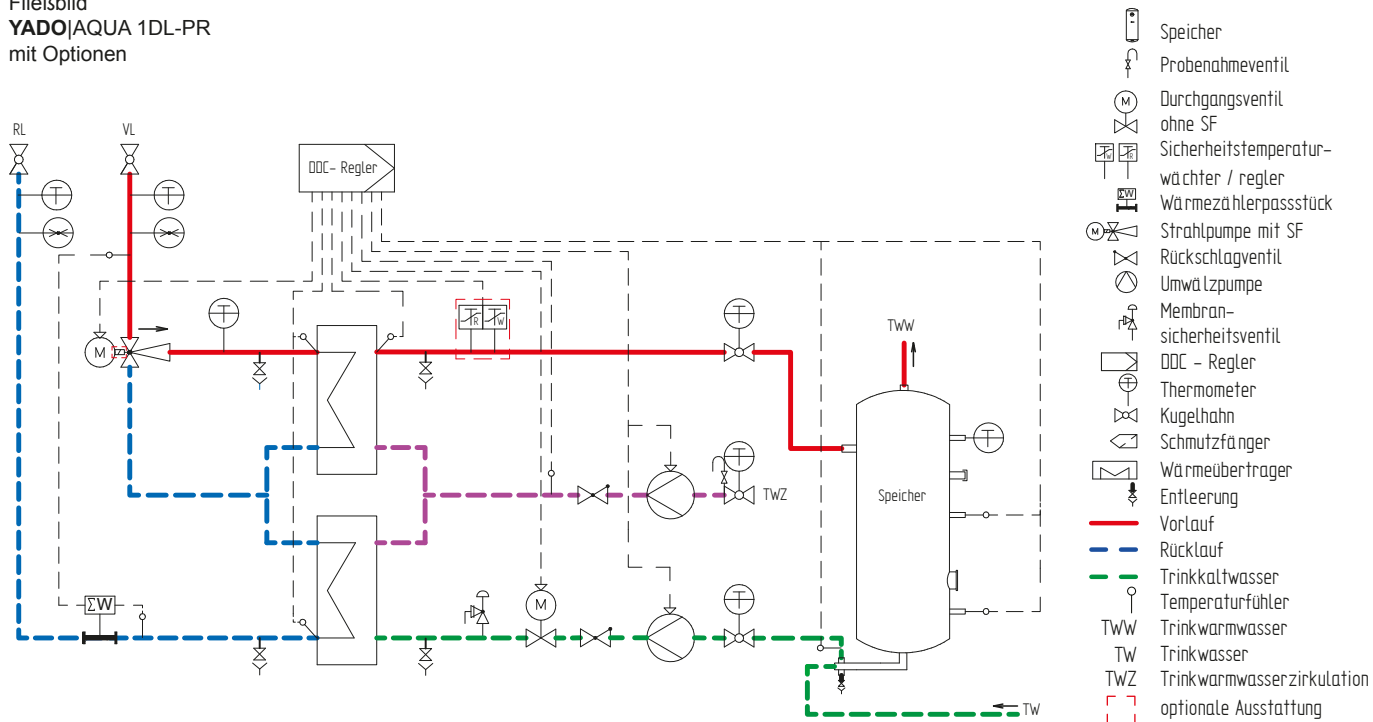 Fließbild
YADO|AQUA 1DL-PR
mit Optionen
RL
VL
DDC- Regler
T
T
T
T
R
W
T
TWW
M
T
T
TWZ
Speicher
M
T
ΣW
TW
Speicher
Probenahmeventil
M
Durchgangsventil
ohne SF
W
R
Sicherheitstemperatur-
wächter / regler
ΣW
Wärmezählerpassstück
M
Strahlpumpe mit SF
Rückschlagventil
Umwälzpumpe
Membran-
sicherheitsventil
DDC - Regler
T
Thermometer
Kugelhahn
Schmutzfänger
Wärmeübertrager
Entleerung
Vorlauf
Rücklauf
Trinkkaltwasser
Temperaturfühler
TWW Trinkwarmwasser
TW Trinkwasser
TWZ Trinkwarmwasserzirkulation
optionale Ausstattung